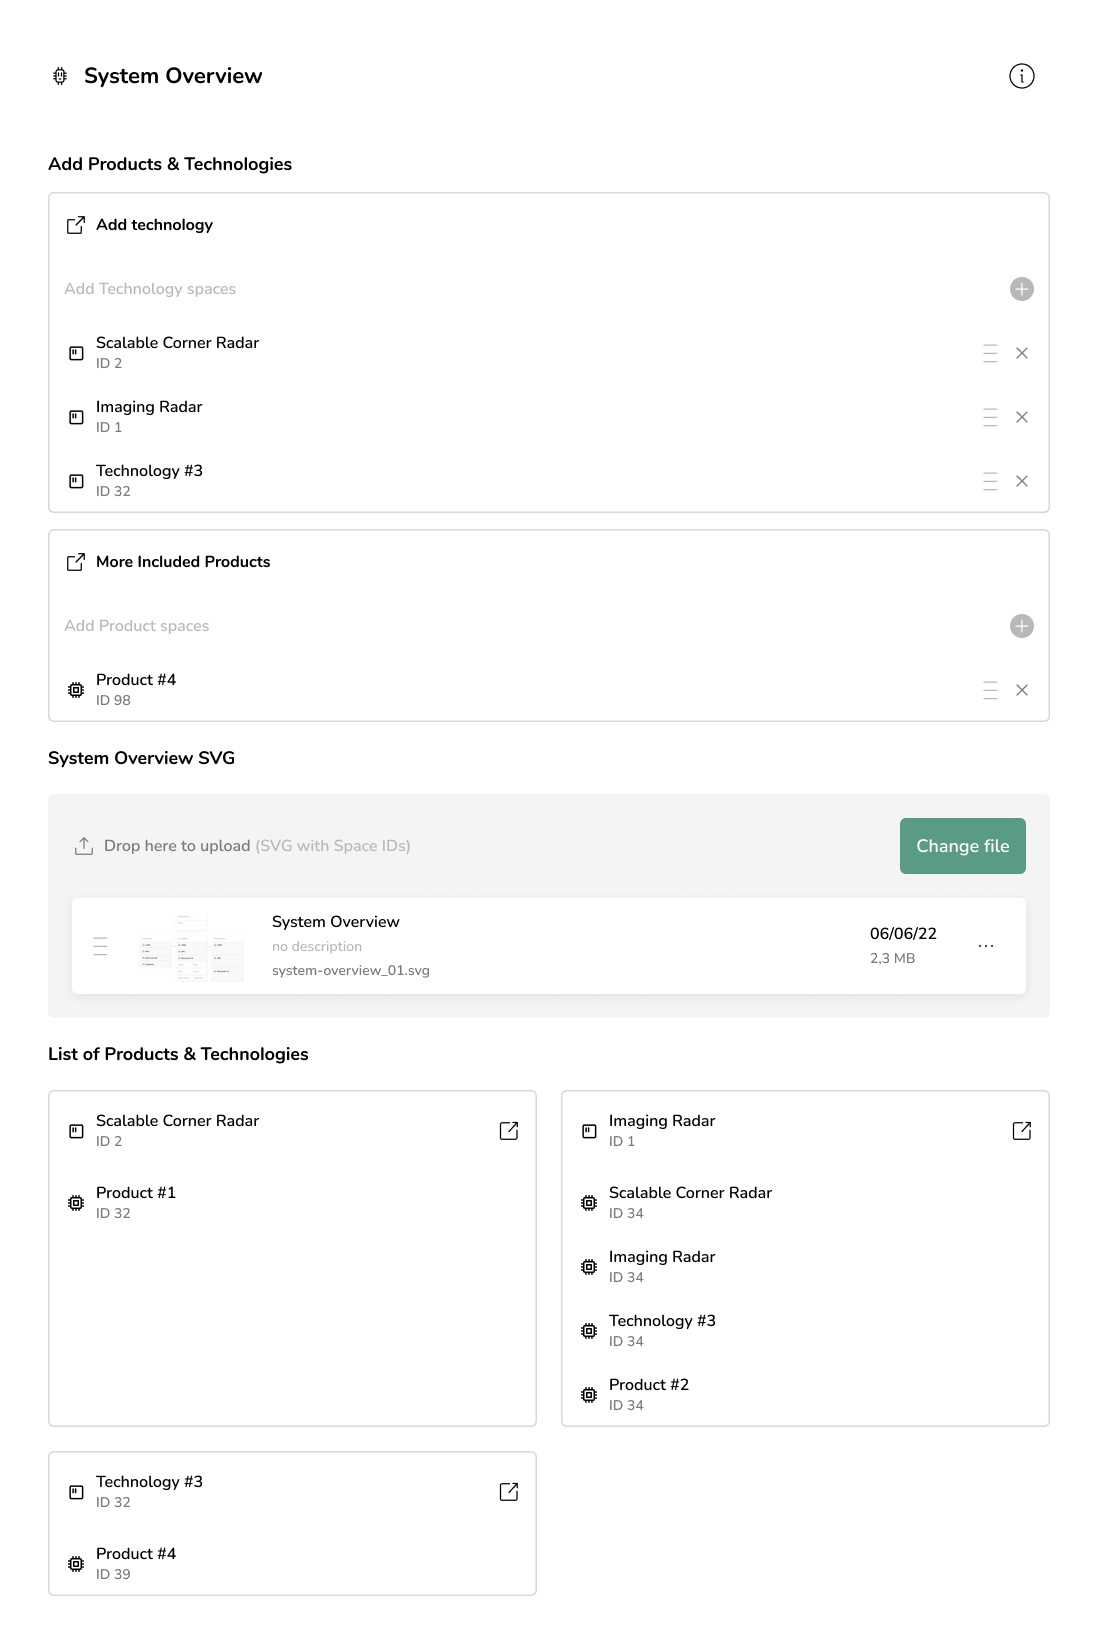 System Overview
Add Products & Technologies
Add technology
Add Technology spaces
Scalable Corner Radar
ID 2
Imaging Radar
ID 1
Technology #3
ID 32
More Included Products
Add Product spaces
Product #4
ID 98
System Overview SVG
Drop here to upload (SVG with Space IDs)
Change file
System Overview
no description
system-overview_01.svg
06/06/22
2,3 MB
List of Products & Technologies
Scalable Corner Radar
ID 2
Product #1
ID 32
Imaging Radar
ID 1
Scalable Corner Radar
ID 34
Imaging Radar
ID 34
Technology #3
ID 34
Product #2
ID 34
Technology #3
ID 32
Product #4
ID 39